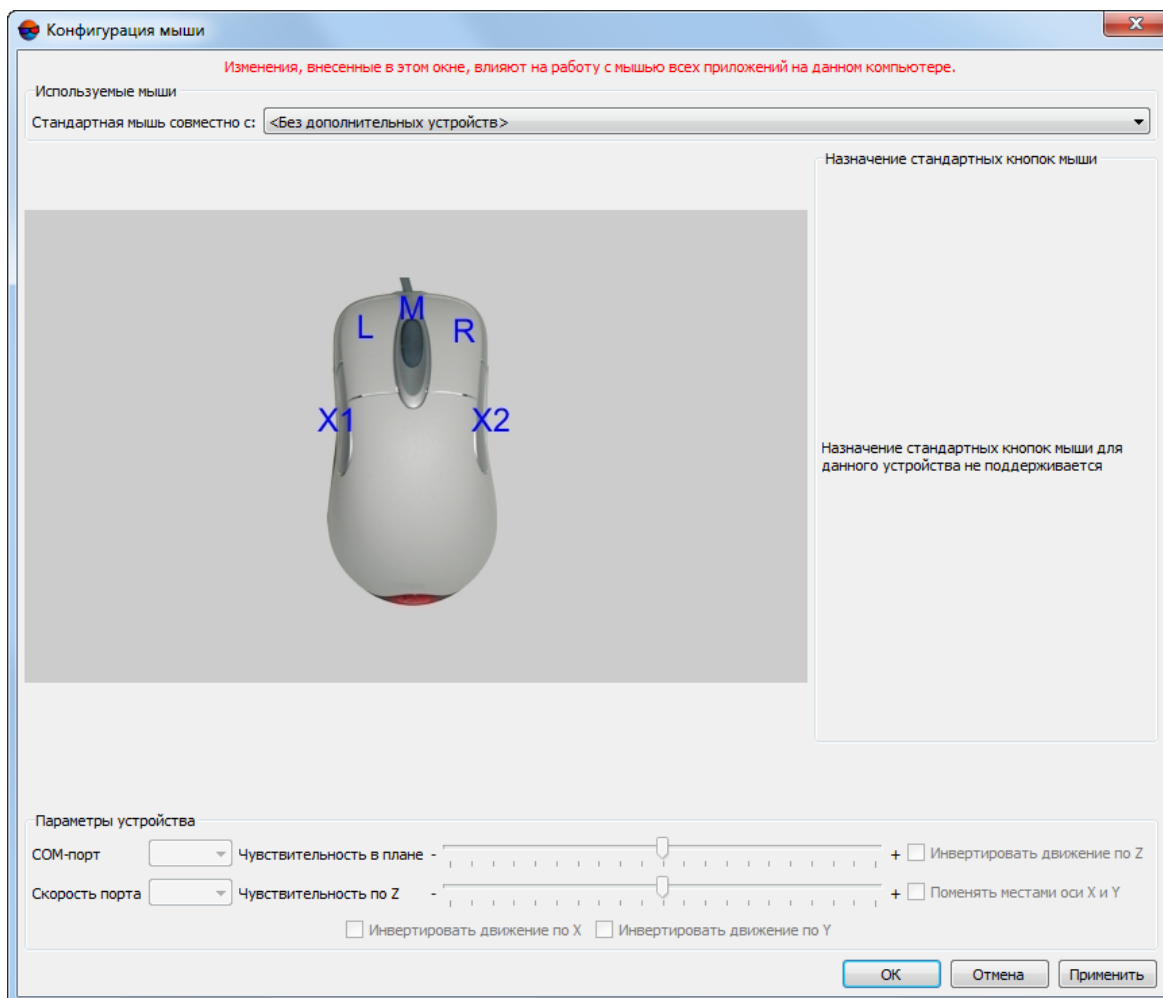 Конфигурация мыши
Изменения, внесенные в этом окне, влияют на работу с мышью всех приложений на данном компьютере.
Используемые мыши
Стандартная мышь совместно с: <Без дополнительных устройств>
Назначение стандартных кнопок мыши
M
L R
X1 X2
Назначение стандартных кнопок мыши для
данного устройства не поддерживается
Параметры устройства
COM-порт Чувствительность в плане - + Инвертировать движение по Z
Скорость порта Чувствительность по Z - + Поменять местами оси X и Y
Инвертировать движение по X Инвертировать движение по Y
OK Отмена Применить